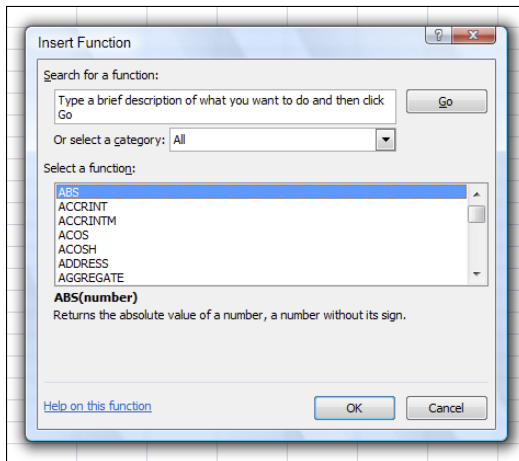 Insert Function
Search for a function:
Type a brief description of what you want to do and then click
Go
Go
Or select a category: All
Select a function:
ABS
ACCRINT
ACCRINTM
ACOS
ACOSH
ADDRESS
AGGREGATE
ABS(number)
Returns the absolute value of a number, a number without its sign.
Help on this function
OK
Cancel